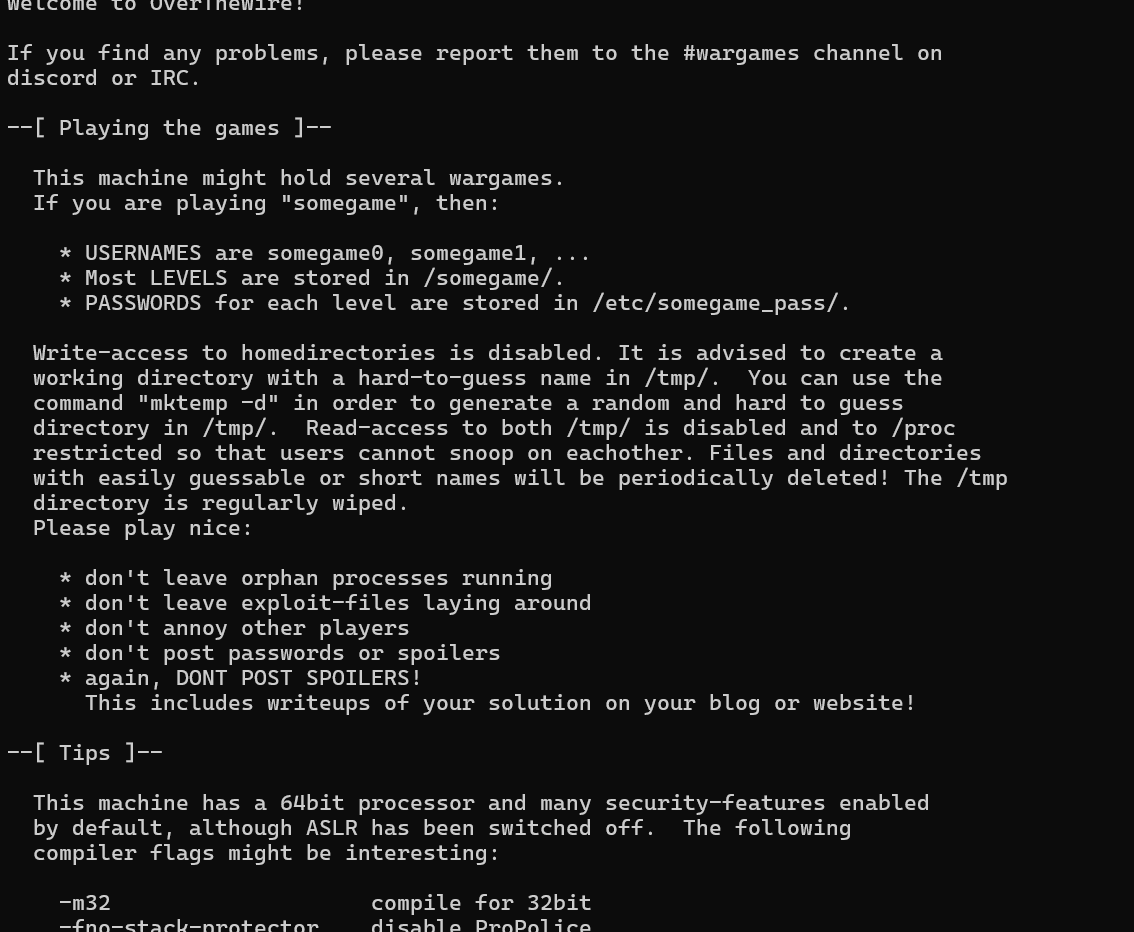 Welcome to OverTheWire!
If you find any problems, please report them to the #wargames channel on
discord or IRC.
--[ Playing the games ]--
This machine might hold several wargames.
If you are playing "somegame", then:
* USERNAMES are somegame0, somegame1, ...
* Most LEVELS are stored in /somegame/.
* PASSWORDS for each level are stored in /etc/somegame_pass/.
Write-access to homedirectories is disabled. It is advised to create a
working directory with a hard-to-guess name in /tmp/.  You can use the
command "mktemp -d" in order to generate a random and hard to guess
directory in /tmp/.  Read-access to both /tmp/ is disabled and to /proc
restricted so that users cannot snoop on eachother. Files and directories
with easily guessable or short names will be periodically deleted! The /tmp
directory is regularly wiped.
Please play nice:
* don't leave orphan processes running
* don't leave exploit-files laying around
* don't annoy other players
* don't post passwords or spoilers
* again, DONT POST SPOILERS!
This includes writeups of your solution on your blog or website!
--[ Tips ]--
This machine has a 64bit processor and many security-features enabled
by default, although ASLR has been switched off.  The following
compiler flags might be interesting:
-m32                    compile for 32bit
-fno-stack-protector    disable ProPolice